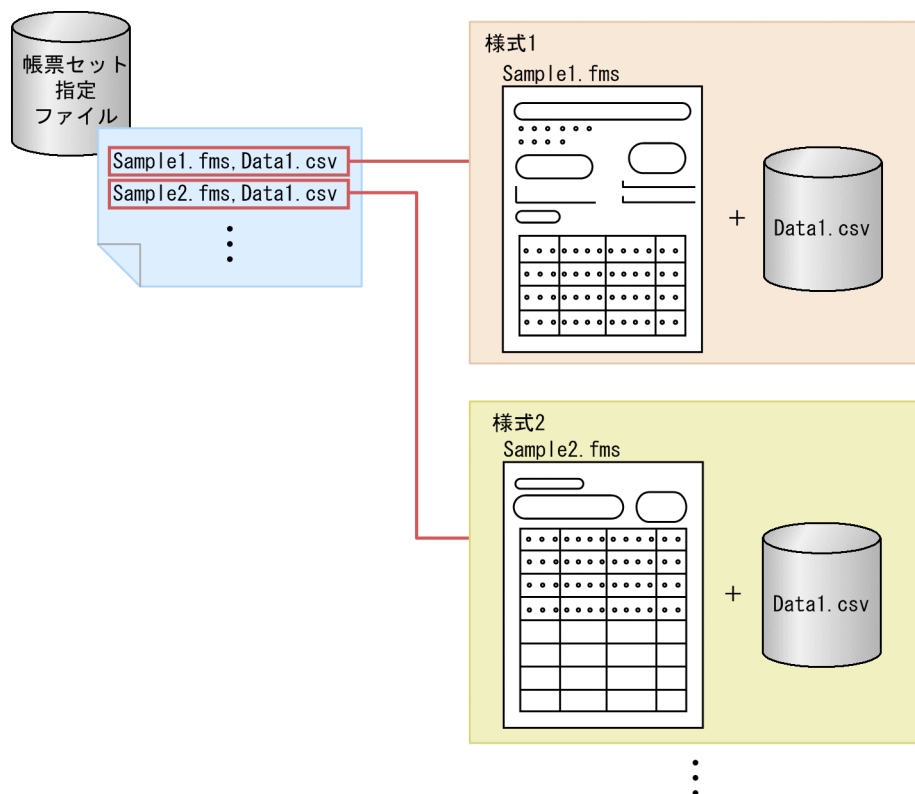 帳票セット
指定
ファイル
Sample1.fms,Data1.csv
Sample2.fms,Data1.csv
様式1
Sample1.fms
+
Data1.csv
様式2
Sample2.fms
+
Data1.csv